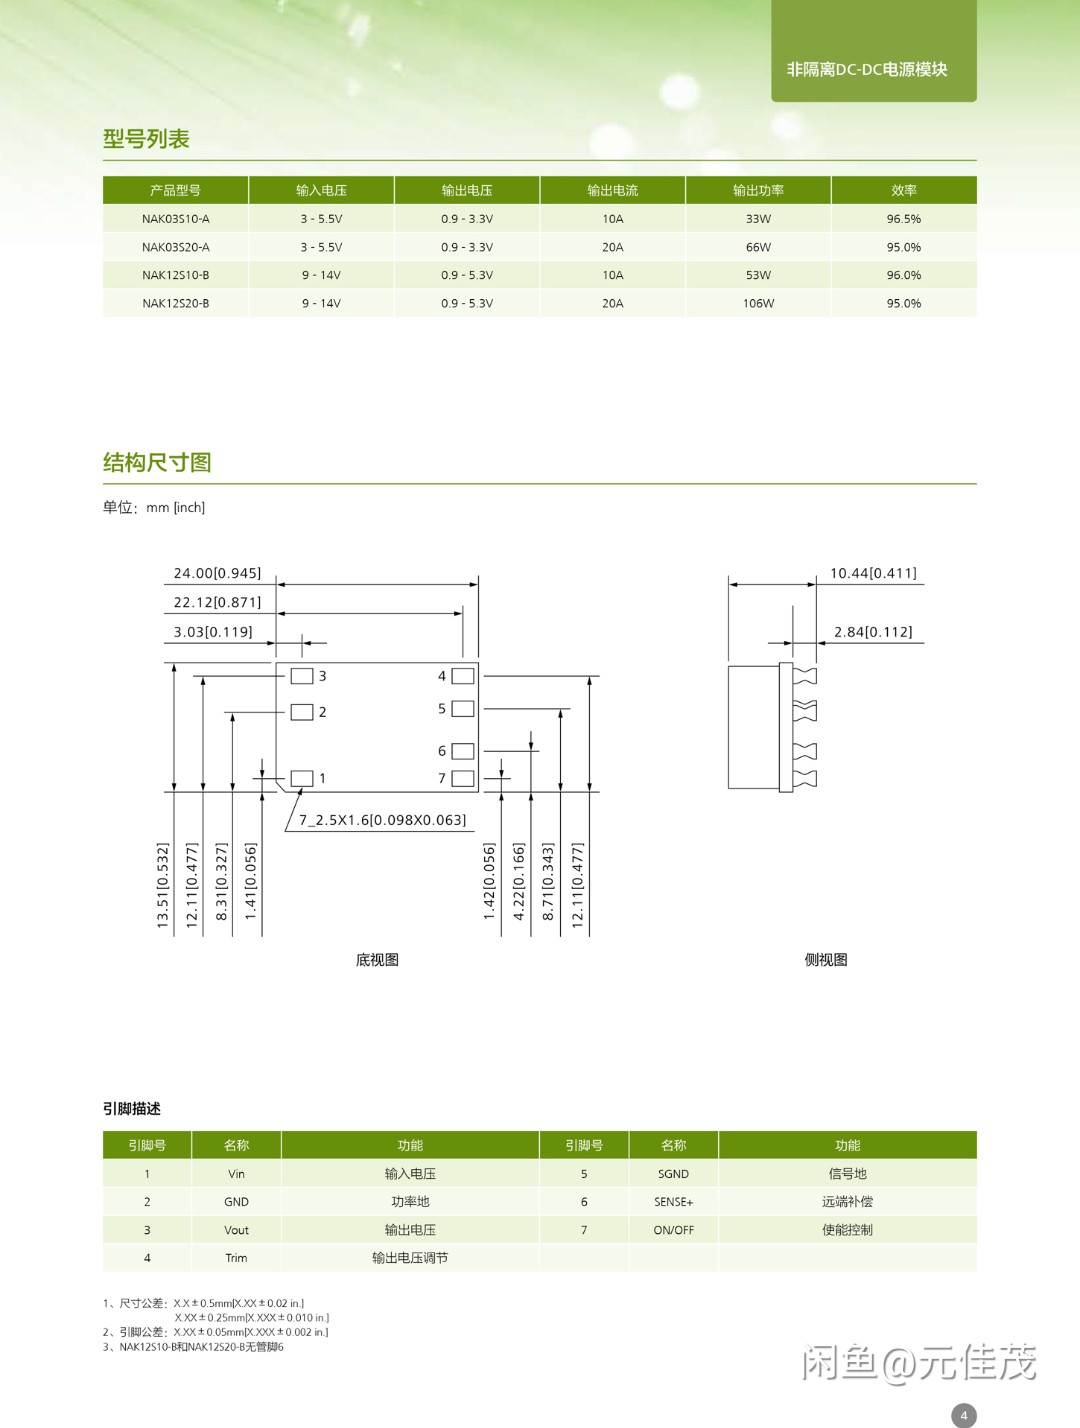 非隔离DC-DC电源模块
型号列表
产品型号 输入电压 输出电压 输出电流 输出功率 效率
NAK03S10-A 3 - 5.5V 0.9 - 3.3V 10A 33W 96.5%
NAK03S20-A 3 - 5.5V 0.9 - 3.3V 20A 66W 95.0%
NAK12S10-B 9 - 14V 0.9 - 5.3V 10A 53W 96.0%
NAK12S20-B 9 - 14V 0.9 - 5.3V 20A 106W 95.0%
结构尺寸图
单位：mm [inch]
24.00[0.945]
22.12[0.871]
3.03[0.119]
10.44[0.411]
2.84[0.112]
3 4
2 5
6
1 7
7_2.5X1.6[0.098X0.063]
13.51[0.532]
12.11[0.477]
8.31[0.327]
1.41[0.056]
1.42[0.056]
4.22[0.166]
8.71[0.343]
12.11[0.477]
底视图
侧视图
引脚描述
引脚号 名称 功能 引脚号 名称 功能
1 Vin 输入电压 5 SGND 信号地
2 GND 功率地 6 SENSE+ 远端补偿
3 Vout 输出电压 7 ON/OFF 使能控制
4 Trim 输出电压调节
1、尺寸公差：X.X±0.5mm[X.XX±0.02 in.]
X.XX±0.25mm[X.XXX±0.010 in.]
2、引脚公差：X.XX±0.05mm[X.XXX±0.002 in.]
3、NAK12S10-B和NAK12S20-B无管脚6
闲鱼@元佳茂
4